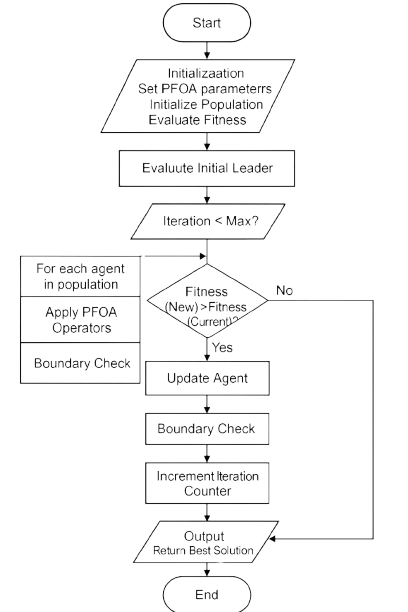 Start
Initializaation
Set PFOA parameterrs
Initialize Population
Evaluate Fitness
Evaluute Initial Leader
Iteration < Max?
For each agent
in population
Apply PFOA
Operators
Boundary Check
Fitness
(New) > Fitness
(Current)?
No
Yes
Update Agent
Boundary Check
Increment Iteration
Counter
Output
Return Best Solution
End